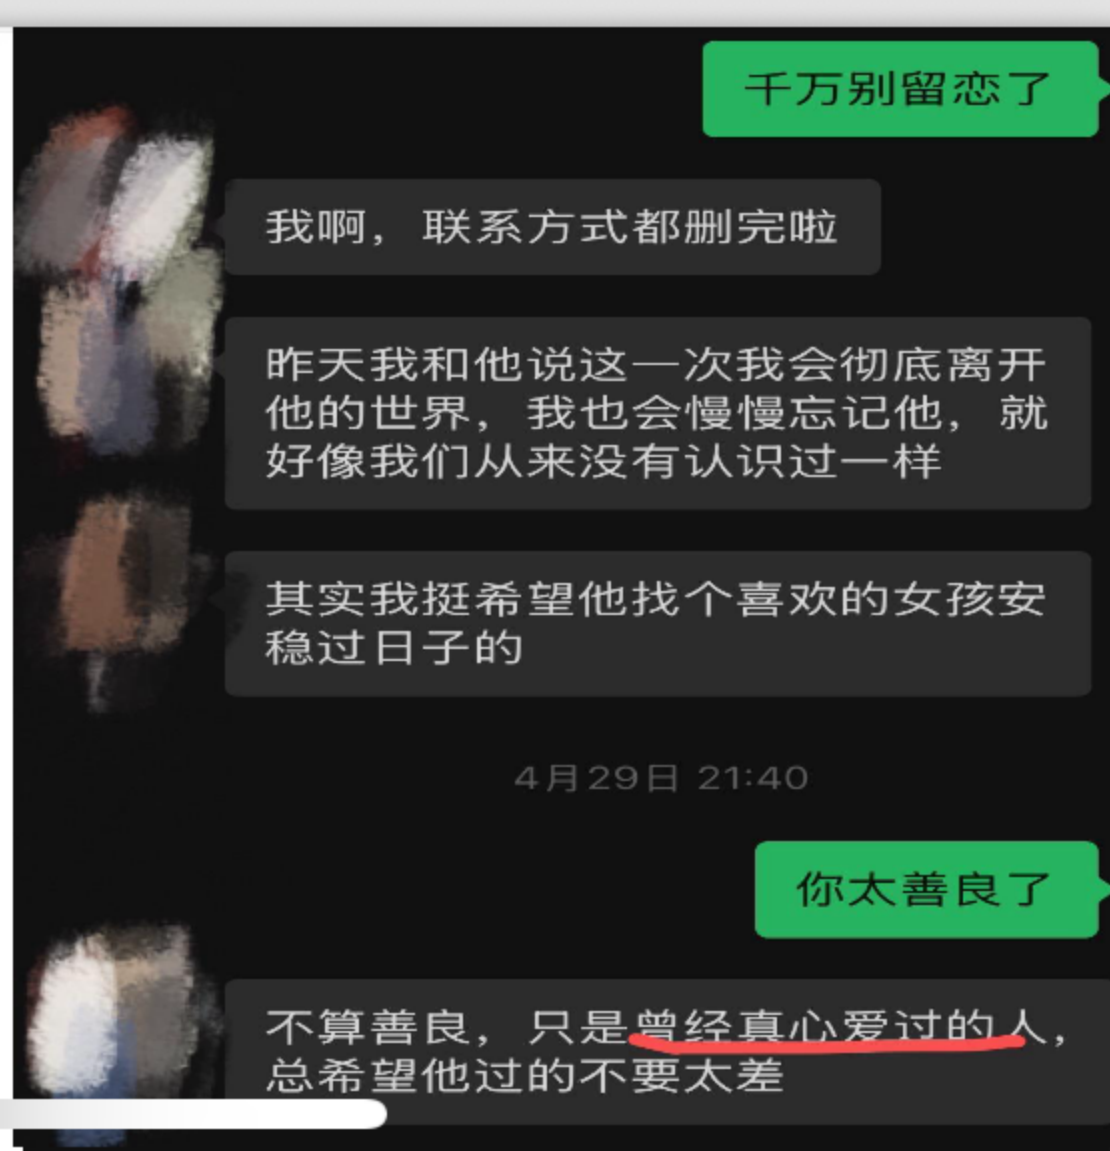 千万别留恋了
我啊，联系方式都删完啦
昨天我和他说这一次我会彻底离开
他的世界，我也会慢慢忘记他，就
好像我们从来没有认识过一样
其实我挺希望他找个喜欢的女孩安
稳过日子的
4月29日 21:40
你太善良了
不算善良，只是曾经真心爱过的人，
总希望他过的不要太差